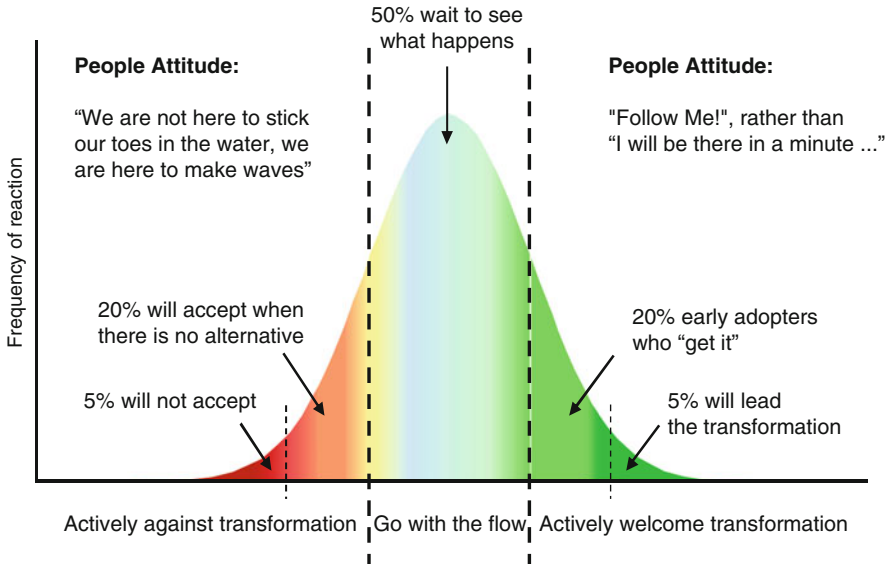 50% wait to see
what happens
People Attitude:
“We are not here to stick
our toes in the water, we
are here to make waves”
People Attitude:
"Follow Me!", rather than
“I will be there in a minute ...”
Frequency of reaction
20% will accept when
there is no alternative
5% will not accept
20% early adopters
who “get it”
5% will lead
the transformation
Actively against transformation
Go with the flow
Actively welcome transformation